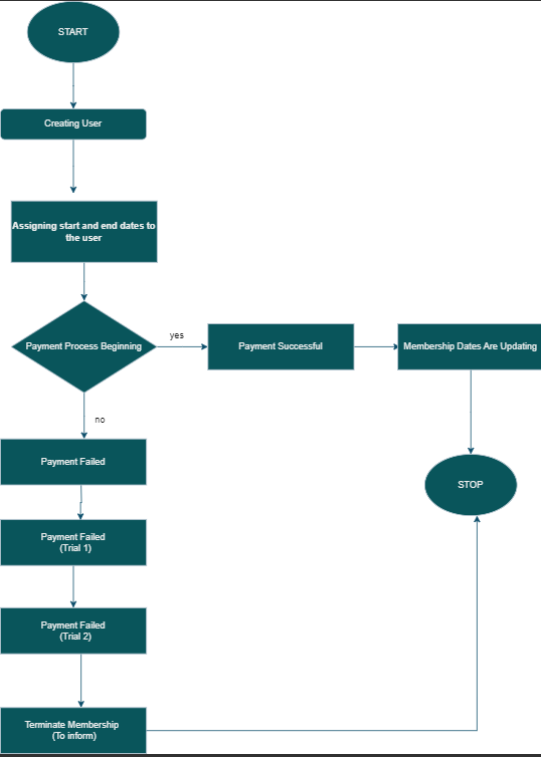 START
Creating User
Assigning start and end dates to
the user
Payment Process Beginning
yes
Payment Successful
Membership Dates Are Updating
no
Payment Failed
STOP
Payment Failed
(Trial 1)
Payment Failed
(Trial 2)
Terminate Membership
(To inform)